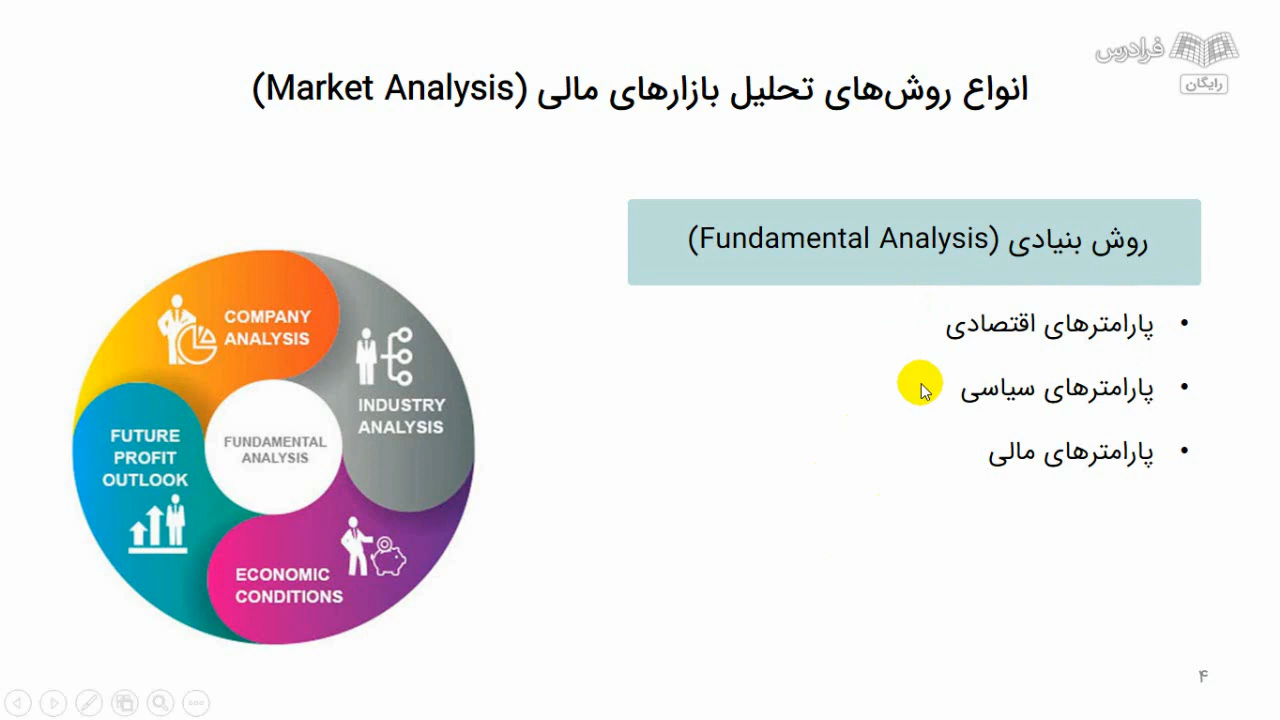 فرادرس
رایگان
انواع روش‌های تحلیل بازارهای مالی (Market Analysis)
روش بنیادی (Fundamental Analysis)
• پارامترهای اقتصادی
• پارامترهای سیاسی
• پارامترهای مالی
COMPANY
ANALYSIS
INDUSTRY
ANALYSIS
FUTURE
PROFIT
OUTLOOK
FUNDAMENTAL
ANALYSIS
ECONOMIC
CONDITIONS
۴